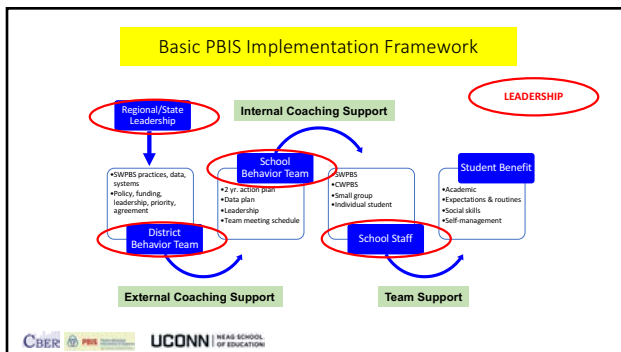 Basic PBIS Implementation Framework
LEADERSHIP
Regional/State
Leadership
Internal Coaching Support
School
Behavior Team
Student Benefit
•SWPBS practices, data,
systems
•Policy, funding,
leadership, priority,
agreement
District
Behavior Team
•2 yr. action plan
•Data plan
•Leadership
•Team meeting schedule
•SWPBS
•CWPBS
•Small group
•Individual student
School Staff
•Academic
•Expectations & routines
•Social skills
•Self-management
External Coaching Support
Team Support
CBER
PBIS
UCONN
NEAG SCHOOL
OF EDUCATION